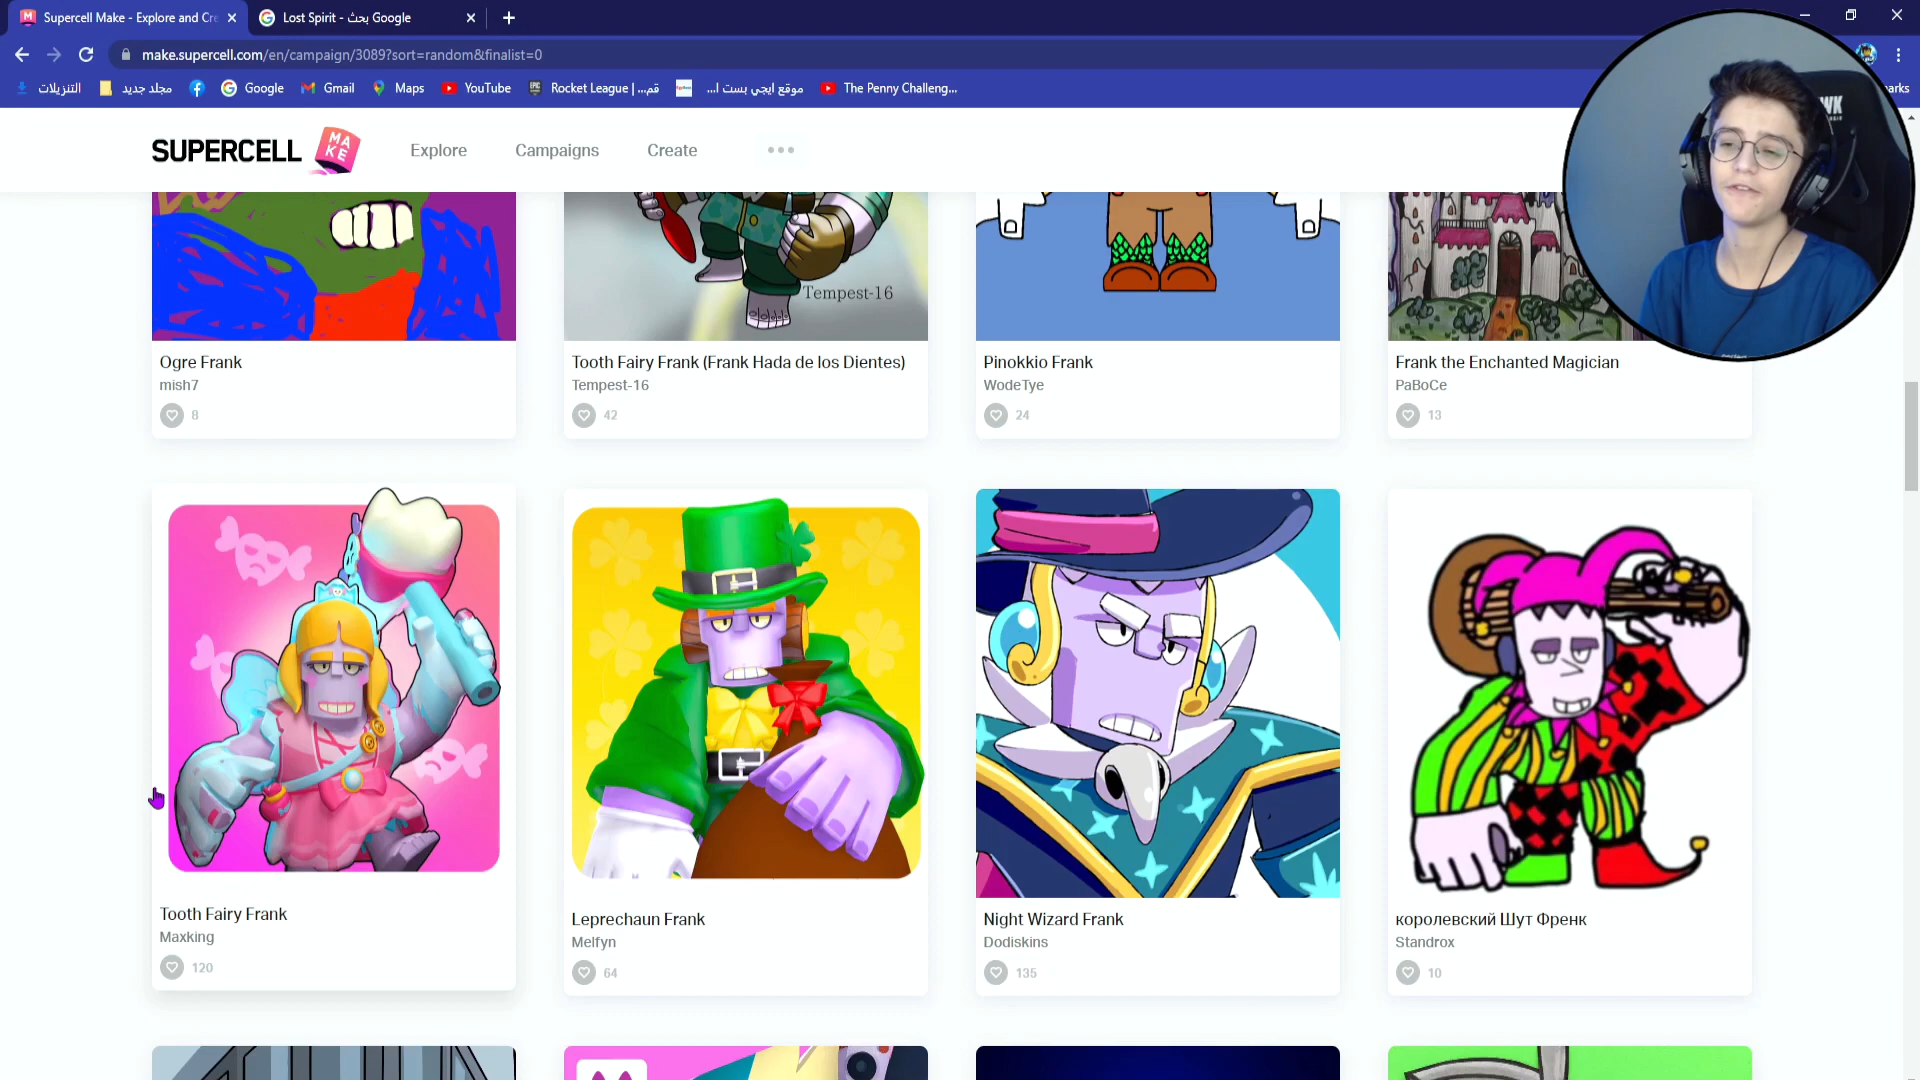 Supercell Make - Explore and Cre
Lost Spirit - بحث Google
make.supercell.com/en/campaign/3089?sort=random&finalist=0
التنزيلات
مجلد جديد
Google
Gmail
Maps
YouTube
Rocket League | ...قم
موقع ايجي بست ا...
The Penny Challeng...
arks
SUPERCELL
MAKE
Explore
Campaigns
Create
WK
Tempest-16
Ogre Frank
mish7
8
Tooth Fairy Frank (Frank Hada de los Dientes)
Tempest-16
42
Pinokkio Frank
WodeTye
24
Frank the Enchanted Magician
PaBoCe
13
Tooth Fairy Frank
Maxking
120
Leprechaun Frank
Melfyn
64
Night Wizard Frank
Dodiskins
135
королевский Шут Френк
Standrox
10